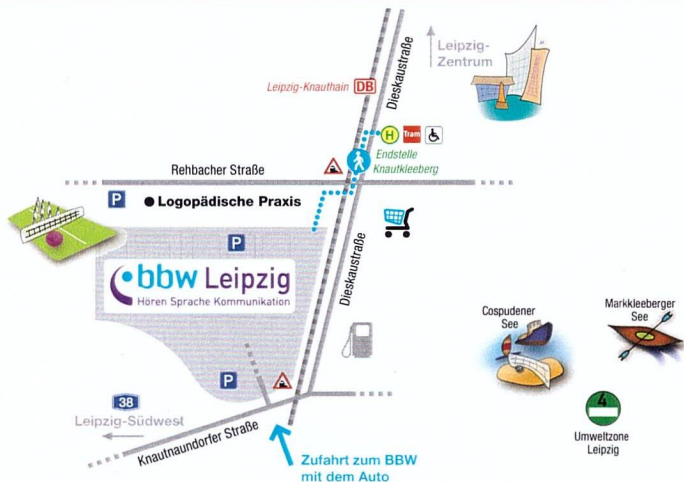 Leipzig-
Zentrum
Leipzig-Knauthain DB
Dieskaustraße
H Tram
Endstelle
Knautkleeberg
Rehbacher Straße
P
Logopädische Praxis
P
bbw Leipzig
Hören Sprache Kommunikation
Dieskaustraße
Cospudener
See
Markkleeberger
See
P
38
Leipzig-Südwest
Knautnaundorfer Straße
4
Umweltzone
Leipzig
Zufahrt zum BBW
mit dem Auto